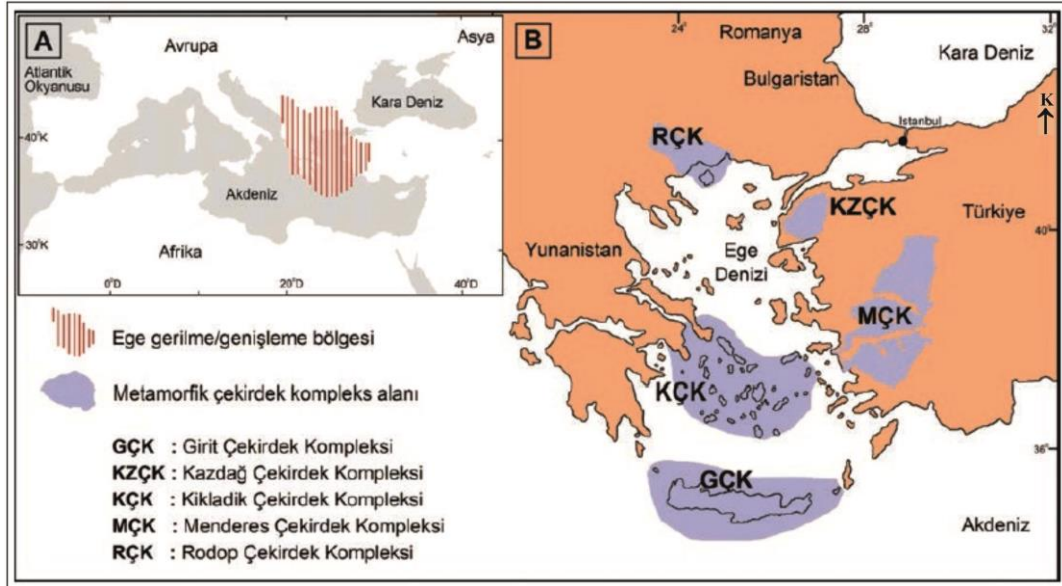 A
Avrupa
Asya
Atlantik
Okyanusu
Kara Deniz
40°K
Akdeniz
30°K
Afrika
0°D
20°D
40°D
B
24
28
32
Romanya
Kara Deniz
Bulgaristan
K
İstanbul
RÇK
KZÇK
Türkiye
40
Yunanistan
Ege
Denizi
MÇK
KÇK
36
GÇK
Akdeniz
Ege gerilme/genişleme bölgesi
Metamorfik çekirdek kompleks alanı
GÇK : Girit Çekirdek Kompleksi
KZÇK : Kazdağ Çekirdek Kompleksi
KÇK : Kikladik Çekirdek Kompleksi
MÇK : Menderes Çekirdek Kompleksi
RÇK : Rodop Çekirdek Kompleksi